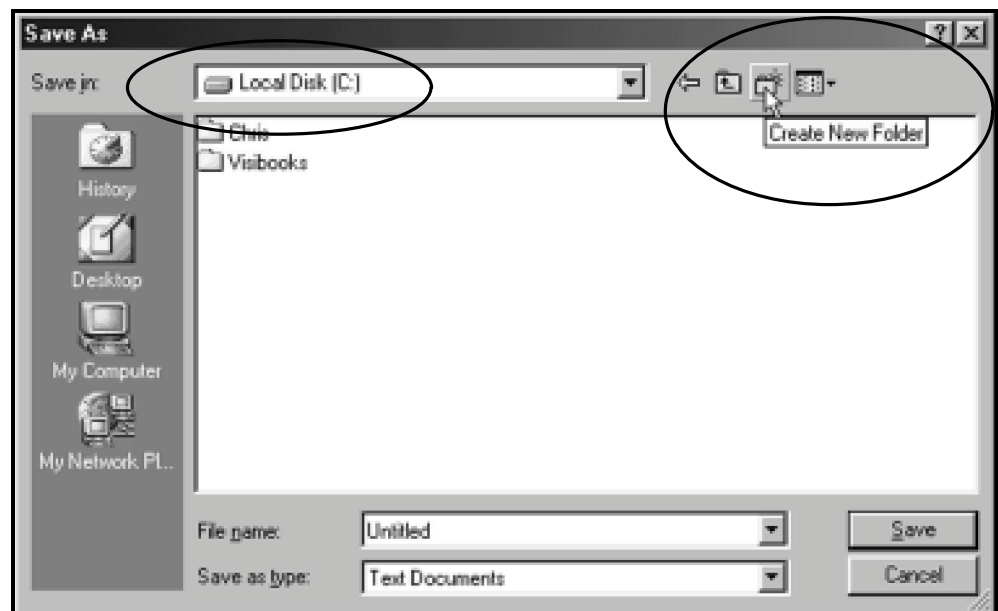 Save As
Save in: Local Disk (C:)
Create New Folder
Chris
Visibooks
History
Desktop
My Computer
My Network Pl...
File name: Untitled Save
Save as type: Text Documents Cancel